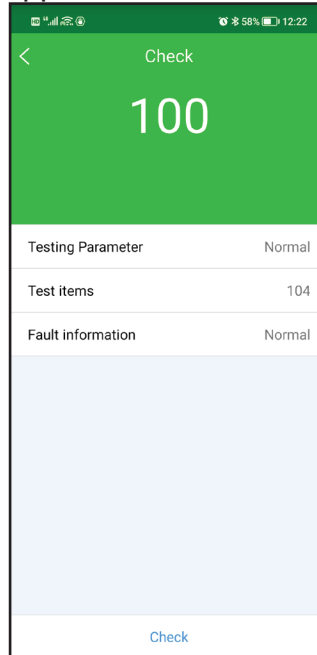 58% 12:22
Check
100
Testing Parameter Normal
Test items 104
Fault information Normal
Check